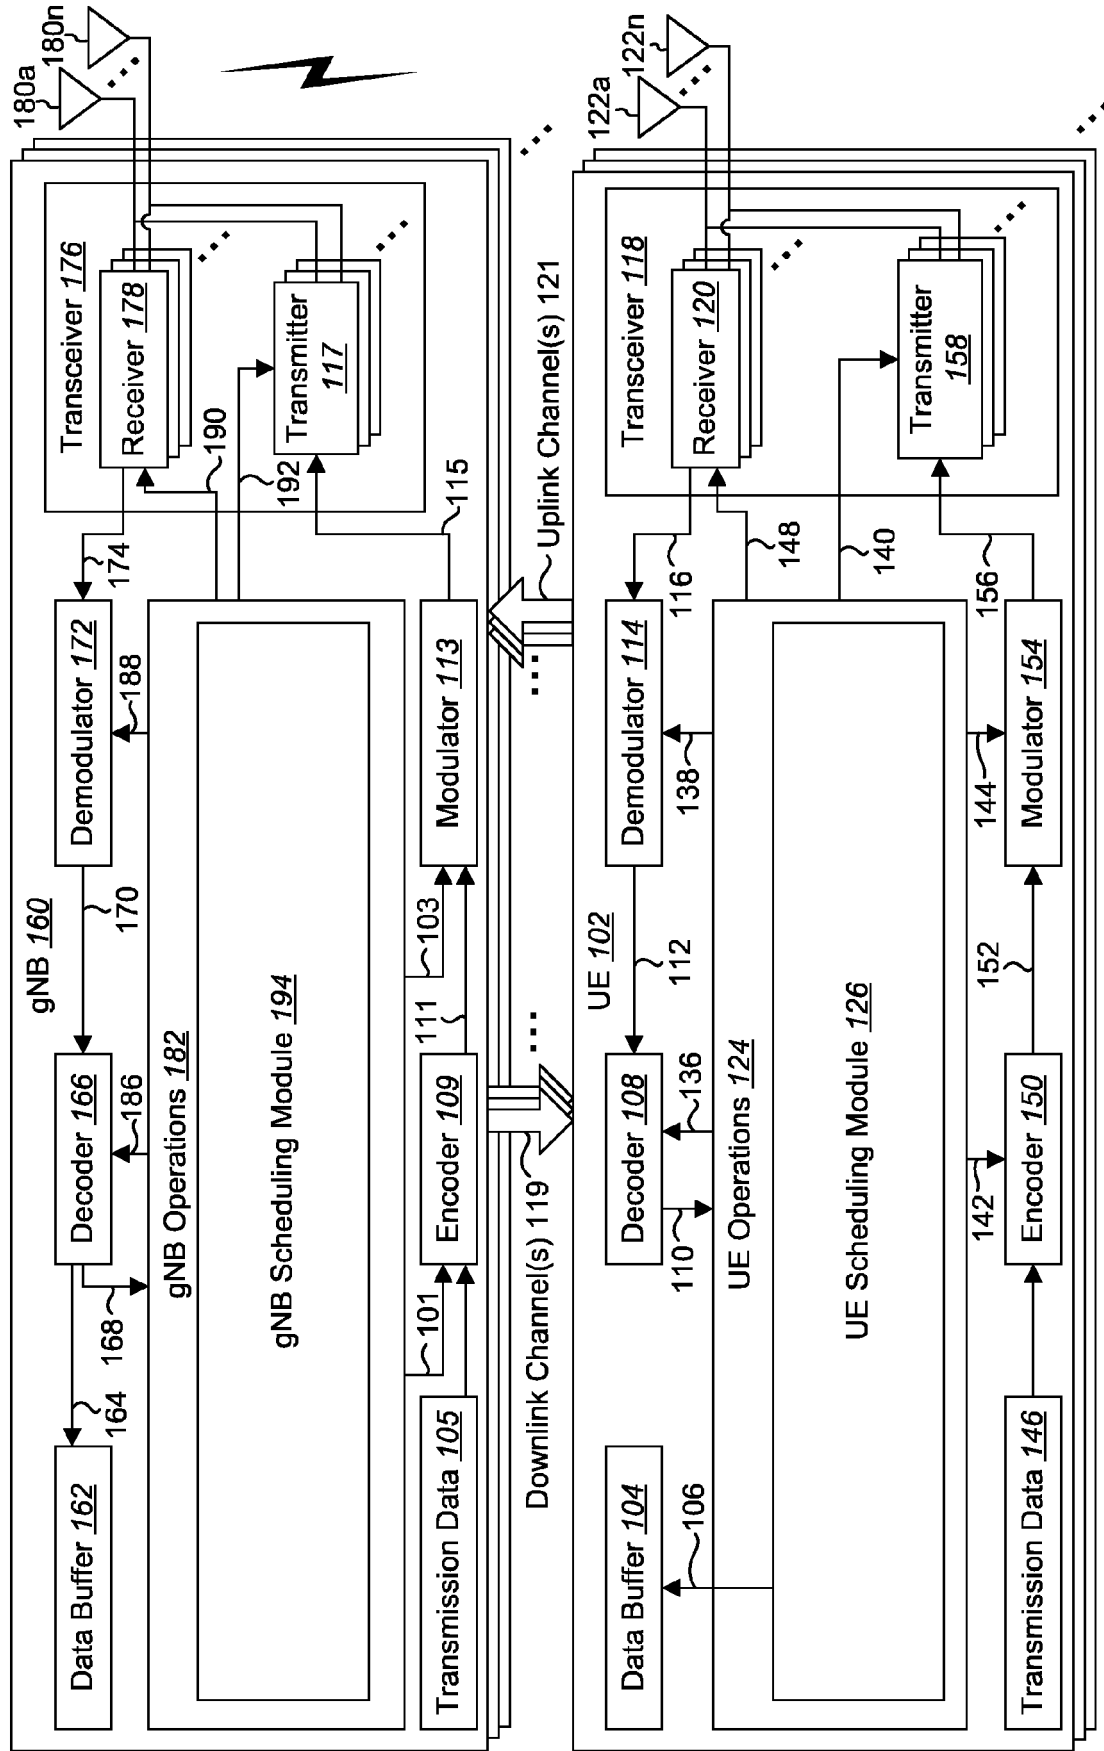 180a
180n
gNB 160
Transceiver 176
Receiver 178
Transmitter
117
190
192
174
Demodulator 172
188
170
Decoder 166
186
168
164
Data Buffer 162
gNB Operations 182
gNB Scheduling Module 194
103
101
Transmission Data 105
Encoder 109
111
Modulator 113
115
Downlink Channel(s) 119
Uplink Channel(s) 121
122a
122n
UE 102
Transceiver 118
Receiver 120
Transmitter
158
116
148
140
156
Demodulator 114
138
112
Decoder 108
136
110
Data Buffer 104
106
UE Operations 124
UE Scheduling Module 126
144
142
Transmission Data 146
Encoder 150
152
Modulator 154